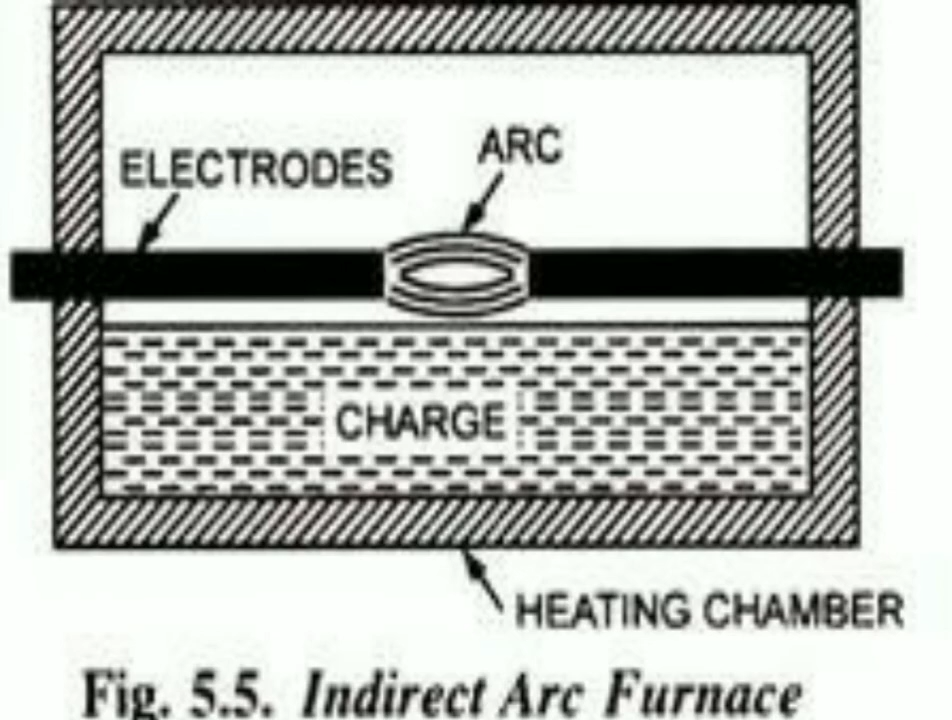 ELECTRODES
ARC
CHARGE
HEATING CHAMBER
Fig. 5.5. Indirect Arc Furnace